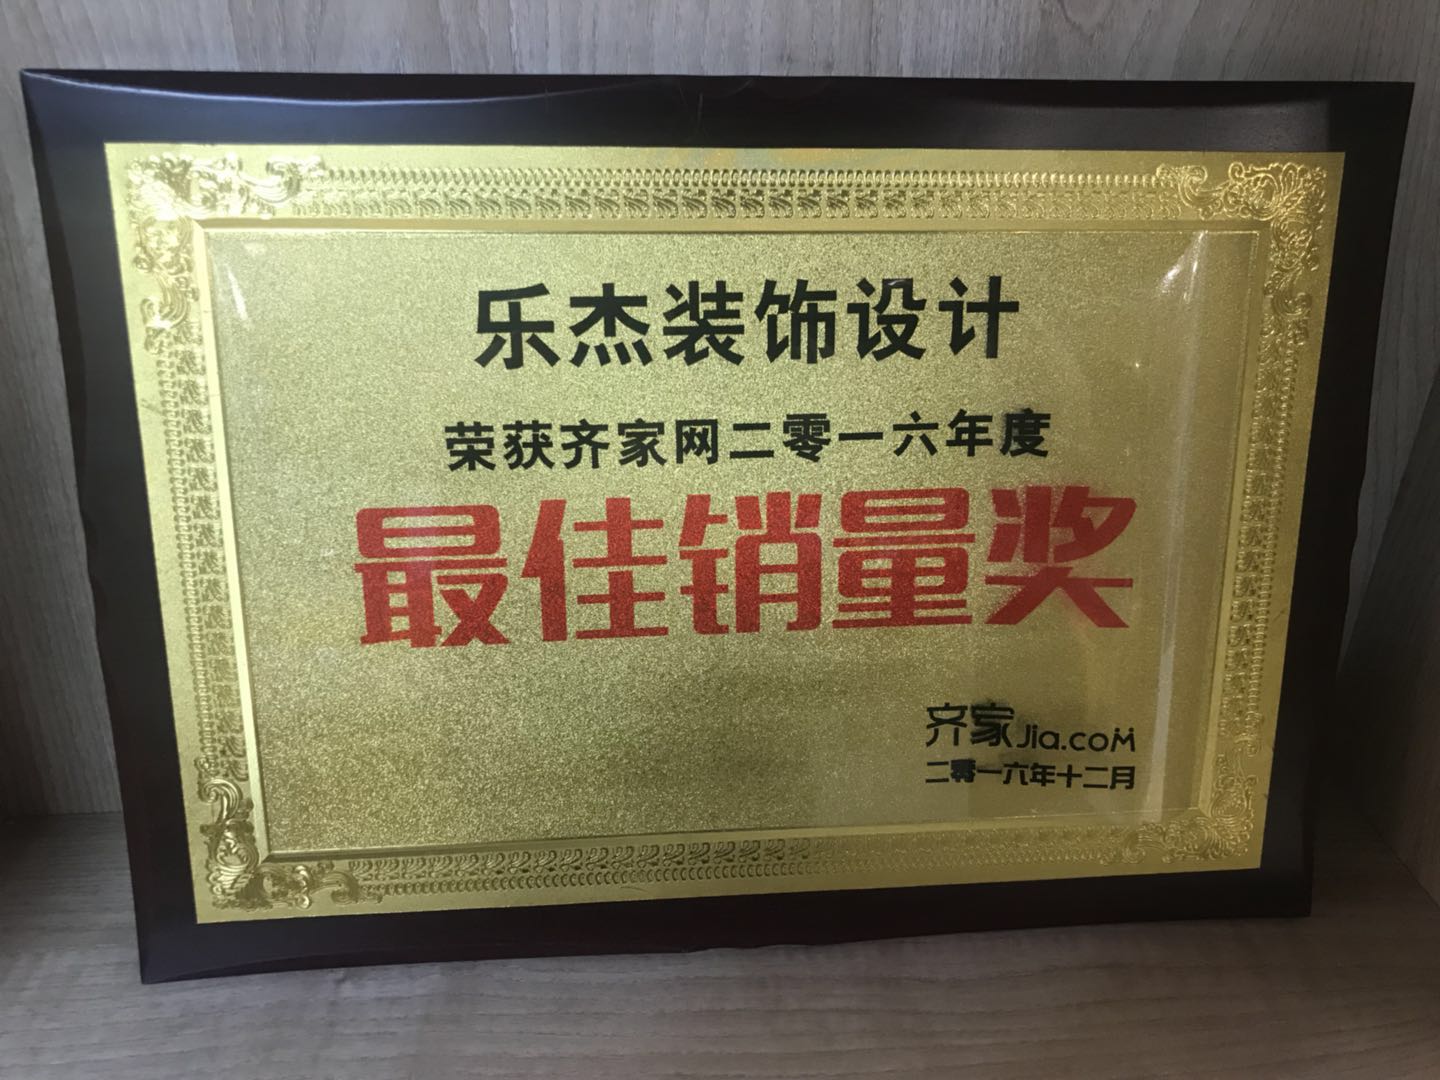 乐杰装饰设计
荣获齐家网二零一六年度
最佳销量奖
齐家Jia.coM
二零一六年十二月